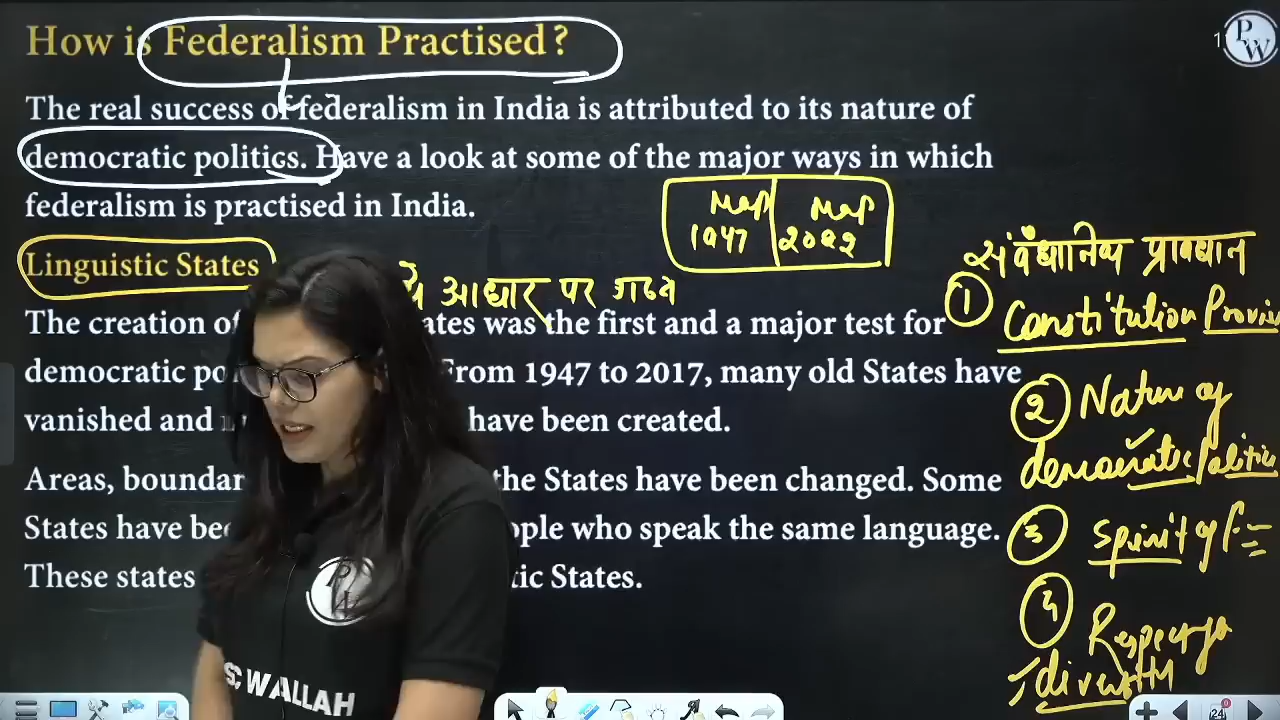 How is Federalism Practised ?
The real success of federalism in India is attributed to its nature of
democratic politics. Have a look at some of the major ways in which
federalism is practised in India.
Map Map
1947 2022
Linguistic States
आधार पर गठन
The creation of ates was the first and a major test for
democratic po From 1947 to 2017, many old States have
vanished and have been created.
Areas, boundar the States have been changed. Some
States have bee ople who speak the same language.
These states tic States.
संवैधानिक प्रावधान
① Constitution Provisi
② Nature of
democratic politics
③ Spirit of f
④ Respect for
diversity
PW
PW
WALLAH
24